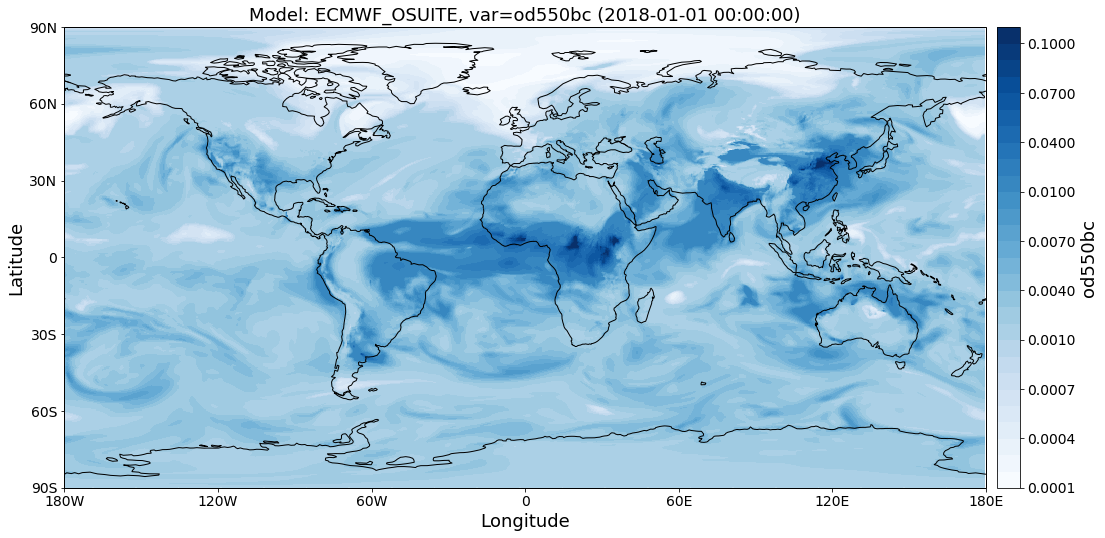 Model: ECMWF_OSUITE, var=od550bc (2018-01-01 00:00:00)
90N
60N
30N
0
30S
60S
90S
Latitude
180W
120W
60W
0
60E
120E
180E
Longitude
0.1000
0.0700
0.0400
0.0100
0.0070
0.0040
0.0010
0.0007
0.0004
0.0001
od550bc